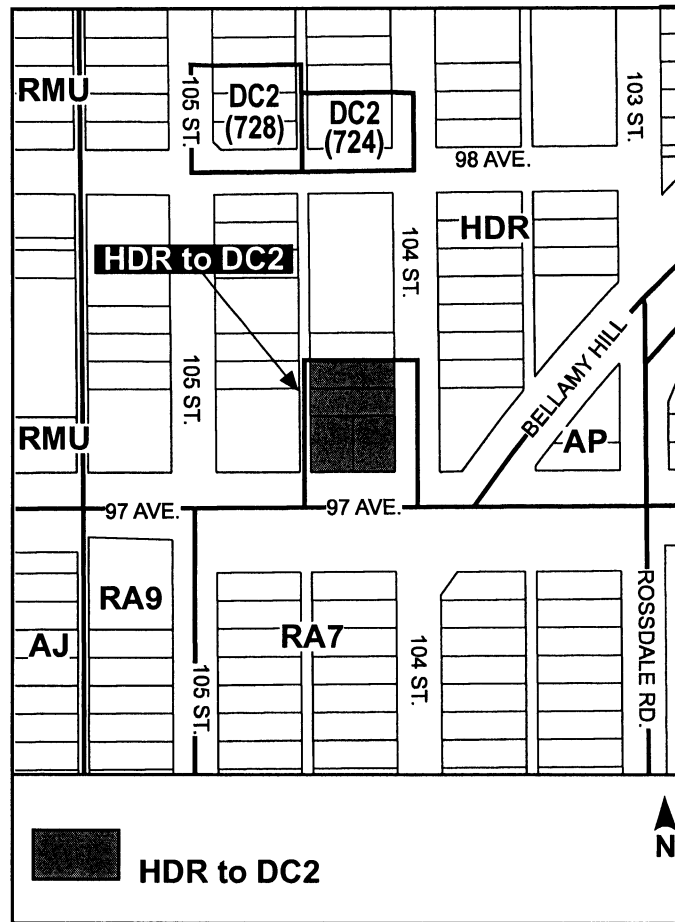 RMU
105 ST.
DC2
(728)
DC2
(724)
103 ST.
98 AVE.
HDR to DC2
104 ST.
HDR
105 ST.
BELLAMY HILL
RMU
AP
97 AVE.
97 AVE.
RA9
RA7
AJ
105 ST.
104 ST.
ROSSDALE RD.
HDR to DC2
N